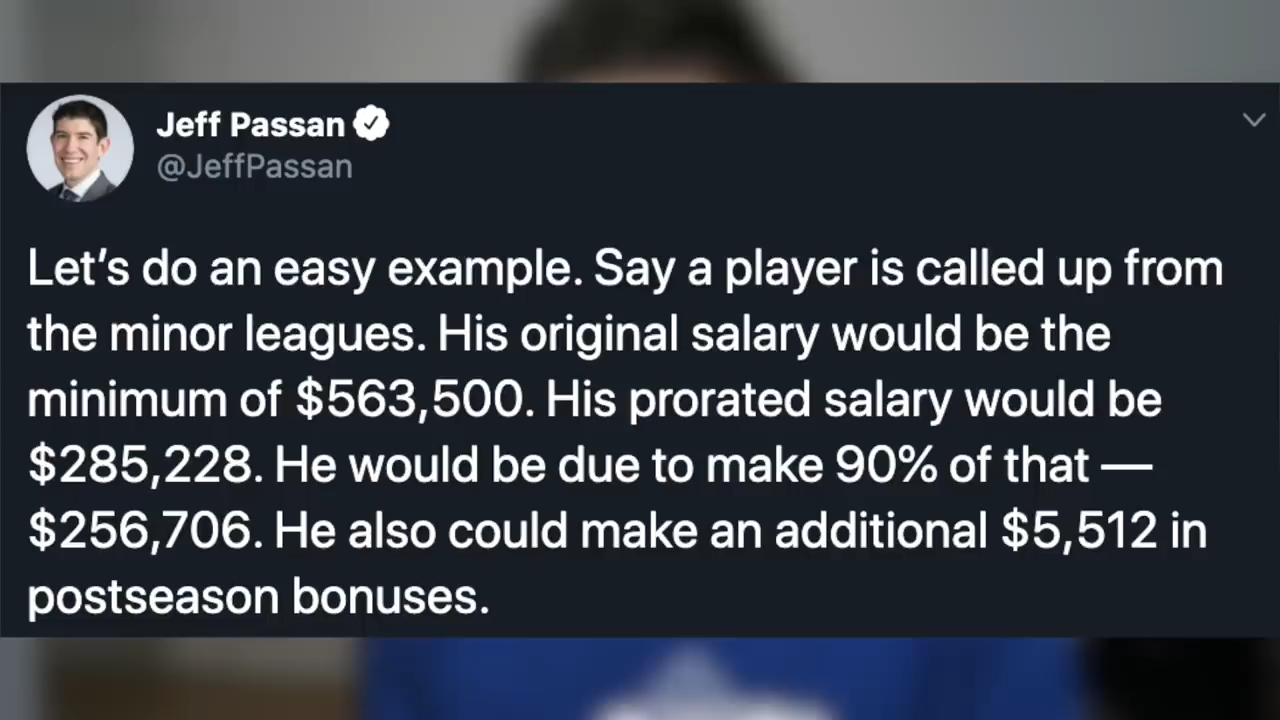 Jeff Passan
@JeffPassan
Let’s do an easy example. Say a player is called up from
the minor leagues. His original salary would be the
minimum of $563,500. His prorated salary would be
$285,228. He would be due to make 90% of that —
$256,706. He also could make an additional $5,512 in
postseason bonuses.